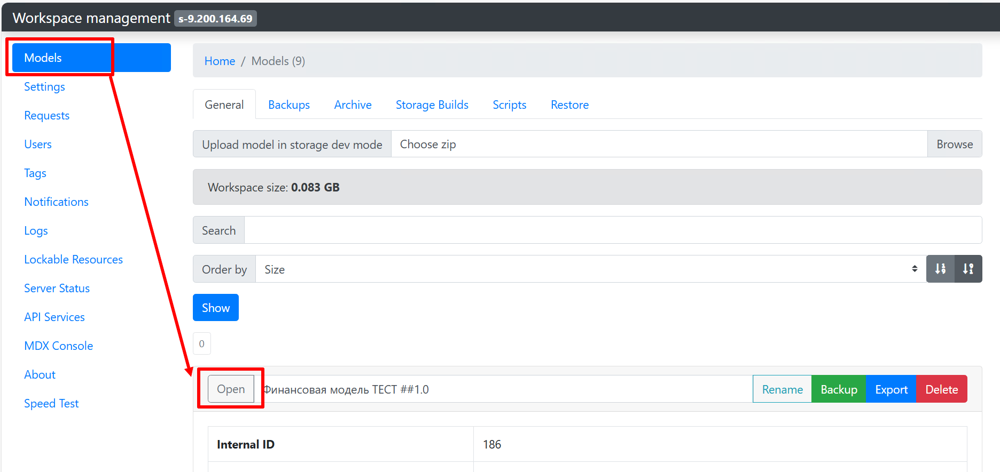 Workspace management s-9.200.164.69
Models
Settings
Requests
Users
Tags
Notifications
Logs
Lockable Resources
Server Status
API Services
MDX Console
About
Speed Test
Home / Models (9)
General Backups Archive Storage Builds Scripts Restore
Upload model in storage dev mode Choose zip Browse
Workspace size: 0.083 GB
Search
Order by Size
Show
0
Open Финансовая модель ТЕСТ ##1.0 Rename Backup Export Delete
Internal ID 186